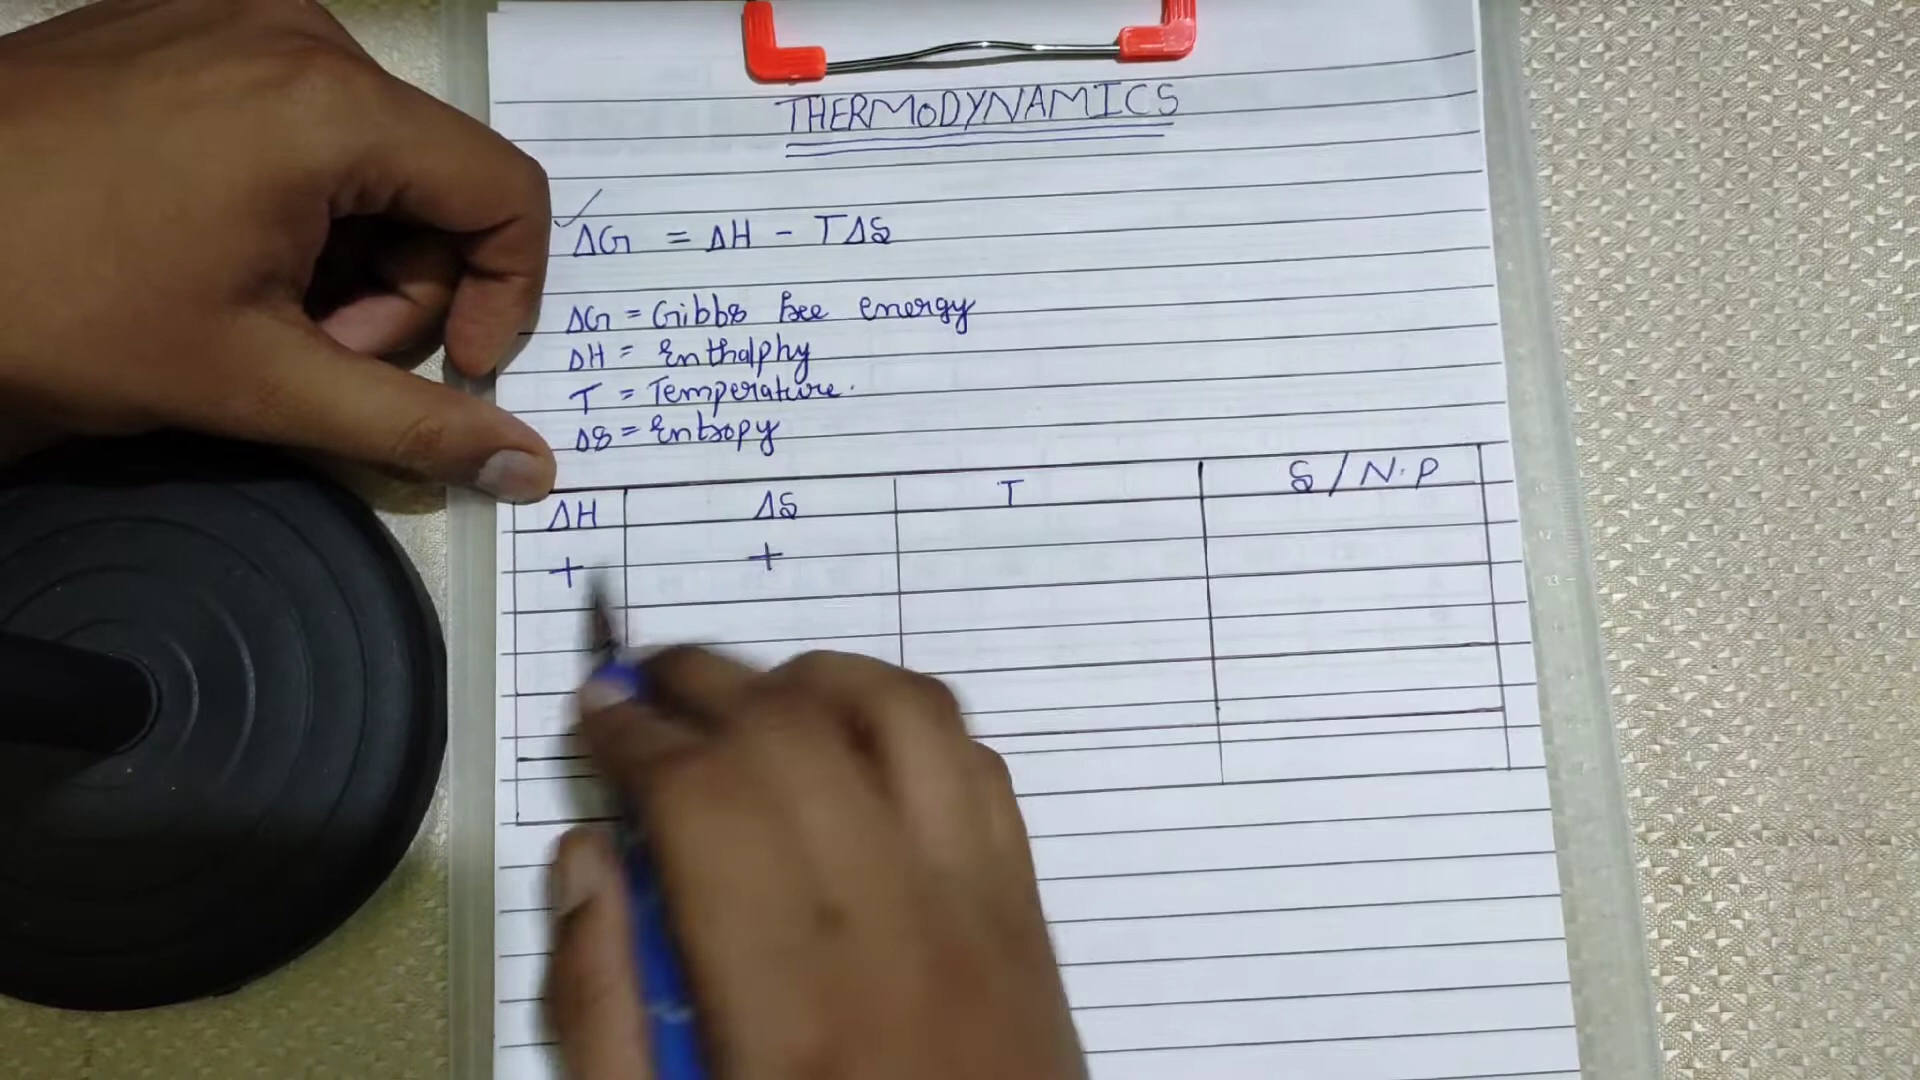 THERMODYNAMICS
ΔG = ΔH - TΔS
ΔG = Gibbs free energy
ΔH = Enthalphy
T = Temperature.
ΔS = Entropy
ΔH ΔS T S/N.P
+ +